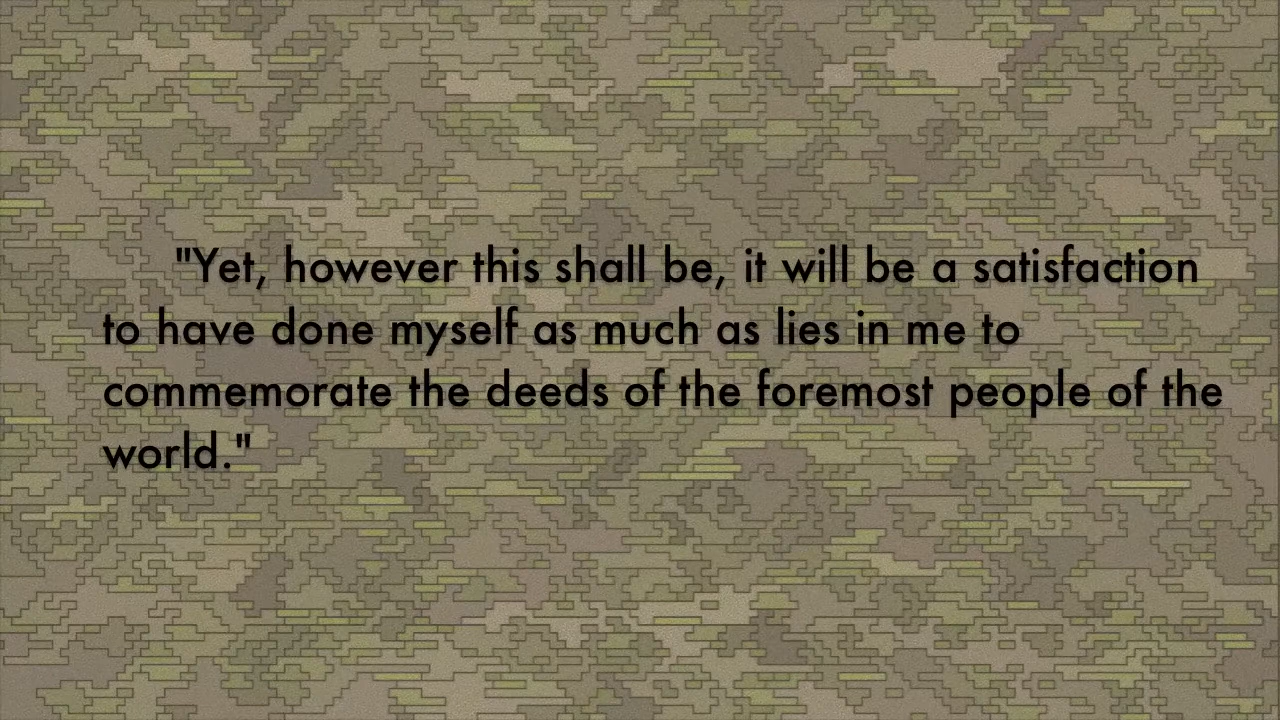 "Yet, however this shall be, it will be a satisfaction
to have done myself as much as lies in me to
commemorate the deeds of the foremost people of the
world."